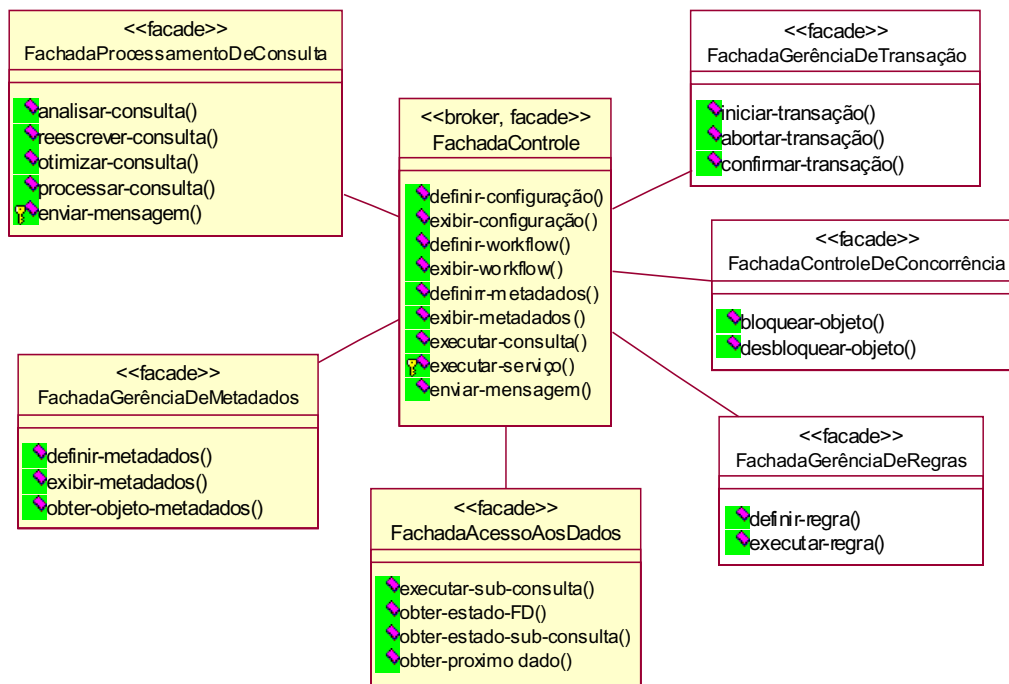 <<facade>>
FachadaProcessamentoDeConsulta
analisar-consulta()
reescrever-consulta()
otimizar-consulta()
processar-consulta()
enviar-mensagem()
<<broker, facade>>
FachadaControle
definir-configuração()
exibir-configuração()
definir-workflow()
exibir-workflow()
definirr-metadados()
exibir-metadados()
executar-consulta()
executar-serviço()
enviar-mensagem()
<<facade>>
FachadaGerênciaDeTransação
iniciar-transação()
abortar-transação()
confirmar-transação()
<<facade>>
FachadaControleDeConcorrência
bloquear-objeto()
desbloquear-objeto()
<<facade>>
FachadaGerênciaDeMetadados
definir-metadados()
exibir-metadados()
obter-objeto-metadados()
<<facade>>
FachadaAcessoAosDados
executar-sub-consulta()
obter-estado-FD()
obter-estado-sub-consulta()
obter-proximo dado()
<<facade>>
FachadaGerênciaDeRegras
definir-regra()
executar-regra()